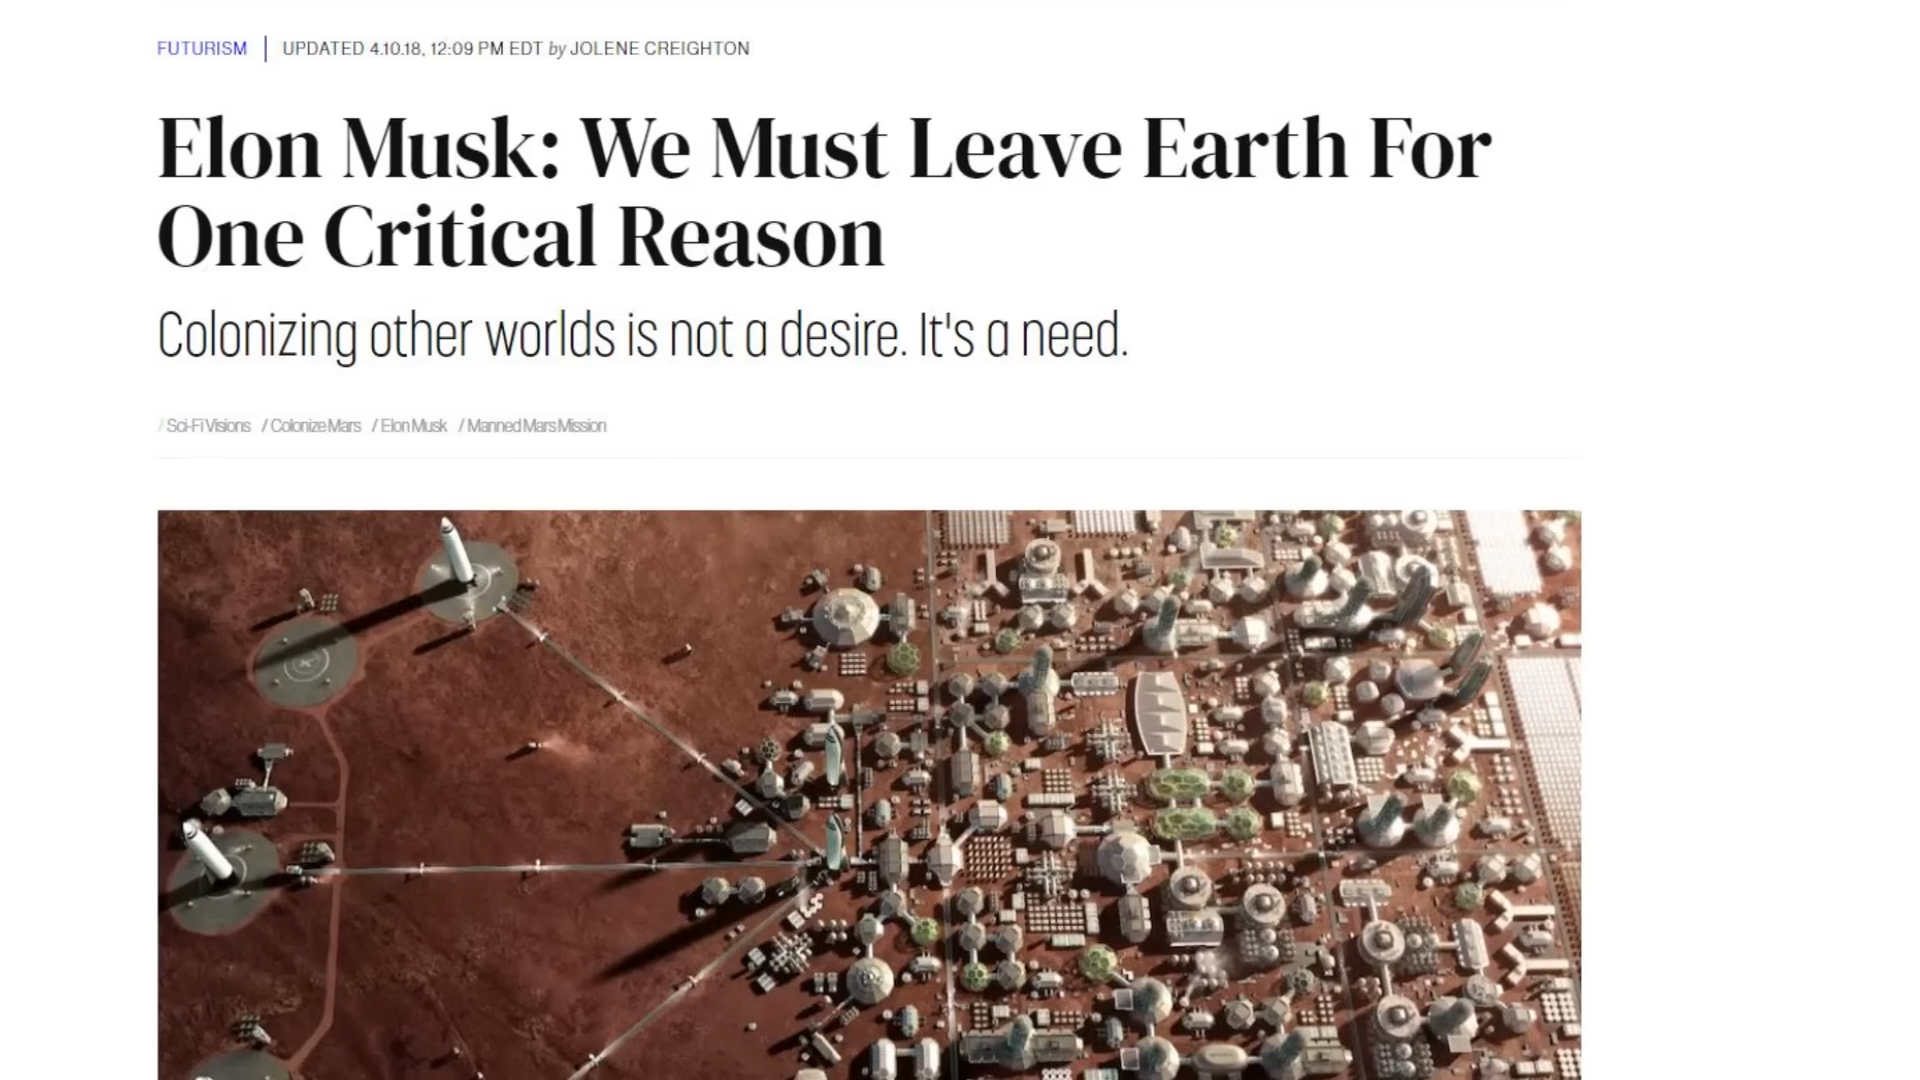 FUTURISM | UPDATED 4.10.18, 12:09 PM EDT by JOLENE CREIGHTON
Elon Musk: We Must Leave Earth For
One Critical Reason
Colonizing other worlds is not a desire. It's a need.
/ Sci-Fi Visions / Colonize Mars / Elon Musk / Manned Mars Mission